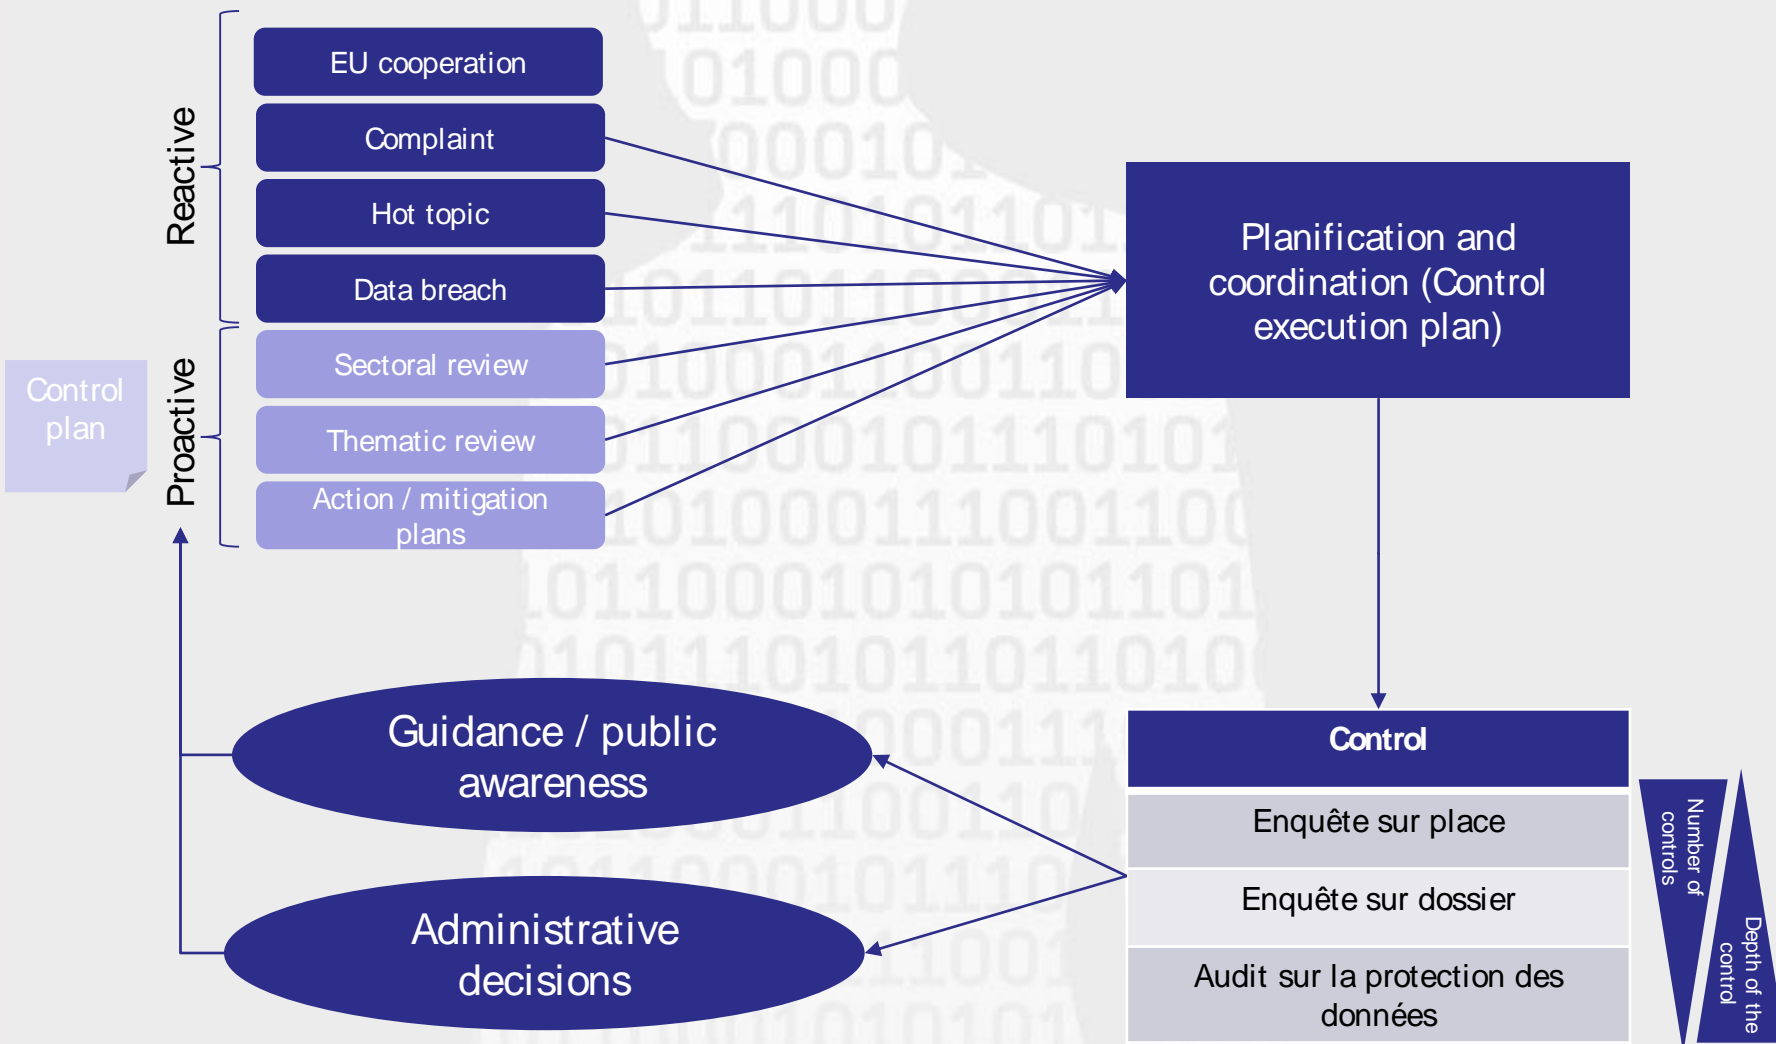 Reactive
EU cooperation
Complaint
Hot topic
Data breach
Control
plan
Proactive
Sectoral review
Thematic review
Action / mitigation
plans
Planification and
coordination (Control
execution plan)
Guidance / public
awareness
Administrative
decisions
Control
Enquête sur place
Enquête sur dossier
Audit sur la protection des
données
Number of
controls
Depth of the
control